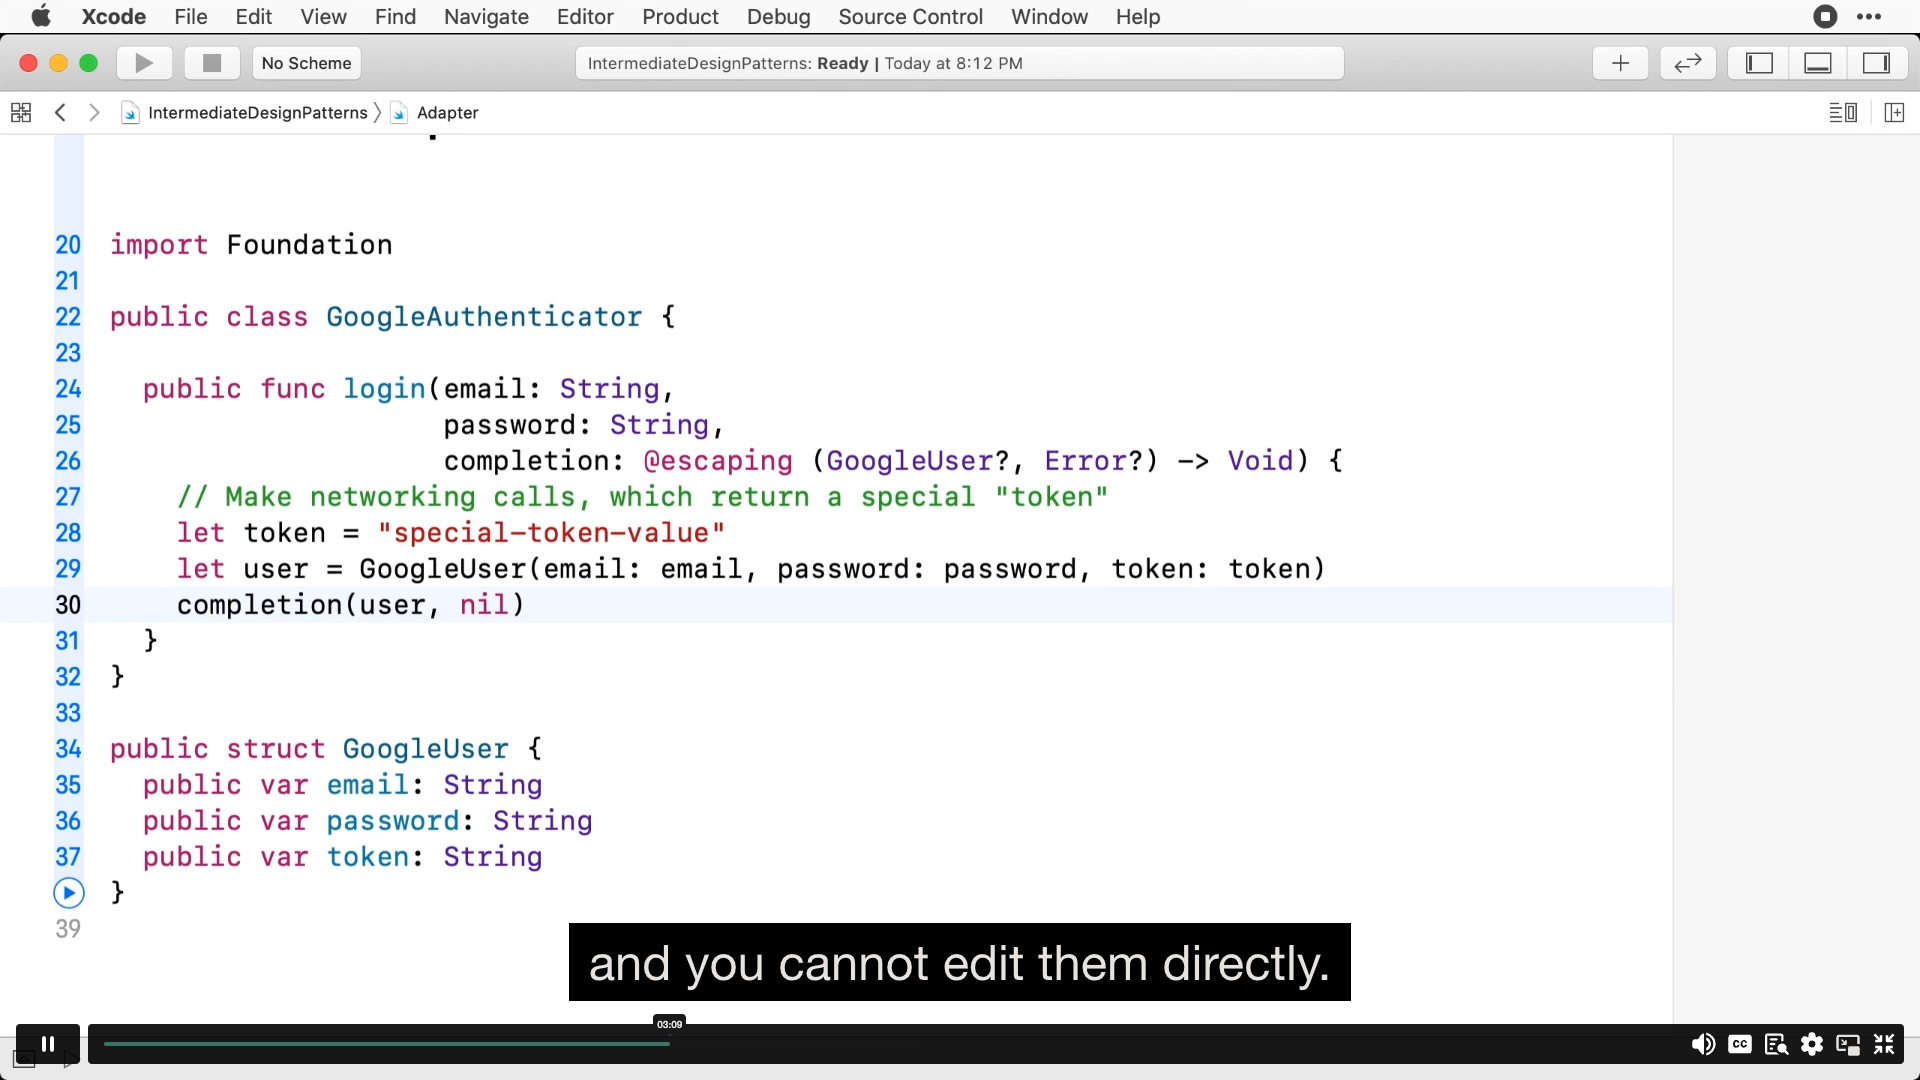 Xcode File Edit View Find Navigate Editor Product Debug Source Control Window Help
No Scheme
IntermediateDesignPatterns: Ready | Today at 8:12 PM
IntermediateDesignPatterns 〉 Adapter
20 import Foundation
21
22 public class GoogleAuthenticator {
23
24 public func login(email: String,
25 password: String,
26 completion: @escaping (GoogleUser?, Error?) -> Void) {
27 // Make networking calls, which return a special "token"
28 let token = "special-token-value"
29 let user = GoogleUser(email: email, password: password, token: token)
30 completion(user, nil)
31 }
32 }
33
34 public struct GoogleUser {
35 public var email: String
36 public var password: String
37 public var token: String
}
39
and you cannot edit them directly.
03:09
CC